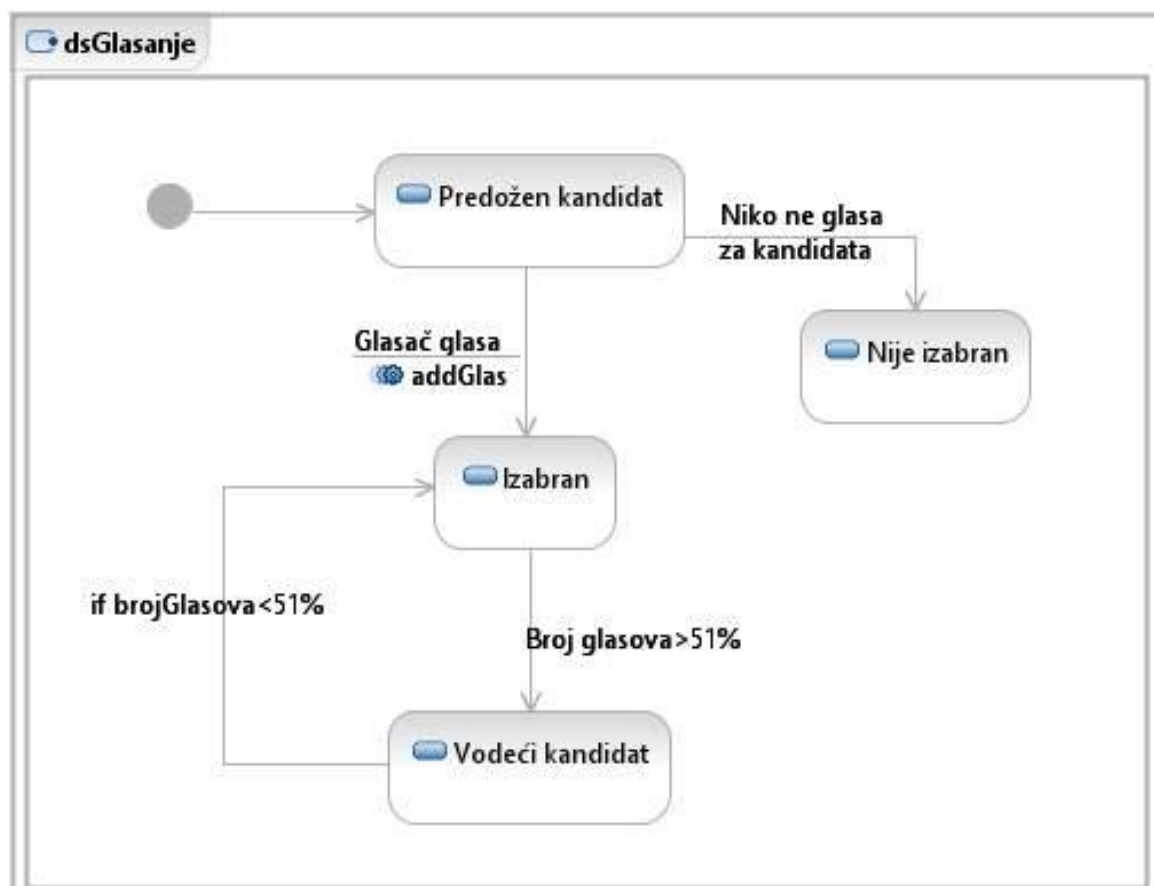 dsGlasanje
Predožen kandidat
Niko ne glasa
za kandidata
Nije izabran
Glasač glasa
addGlas
Izabran
if brojGlasova<51%
Broj glasova>51%
Vodeći kandidat